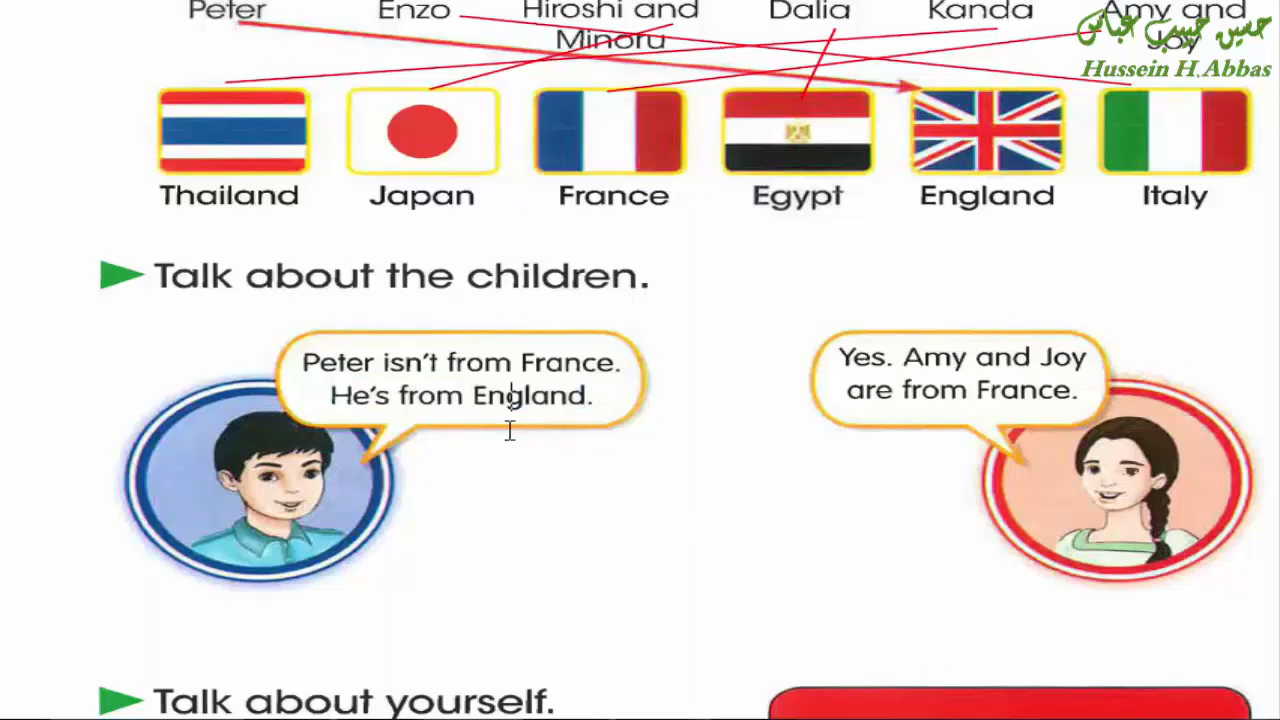 Peter Enzo Hiroshi and Dalia Kanda Amy and
Minoru Joy
حسين حبيب عباس
Hussein H.Abbas
Thailand Japan France Egypt England Italy
Talk about the children.
Peter isn't from France.
He's from England.
Yes. Amy and Joy
are from France.
Talk about yourself.